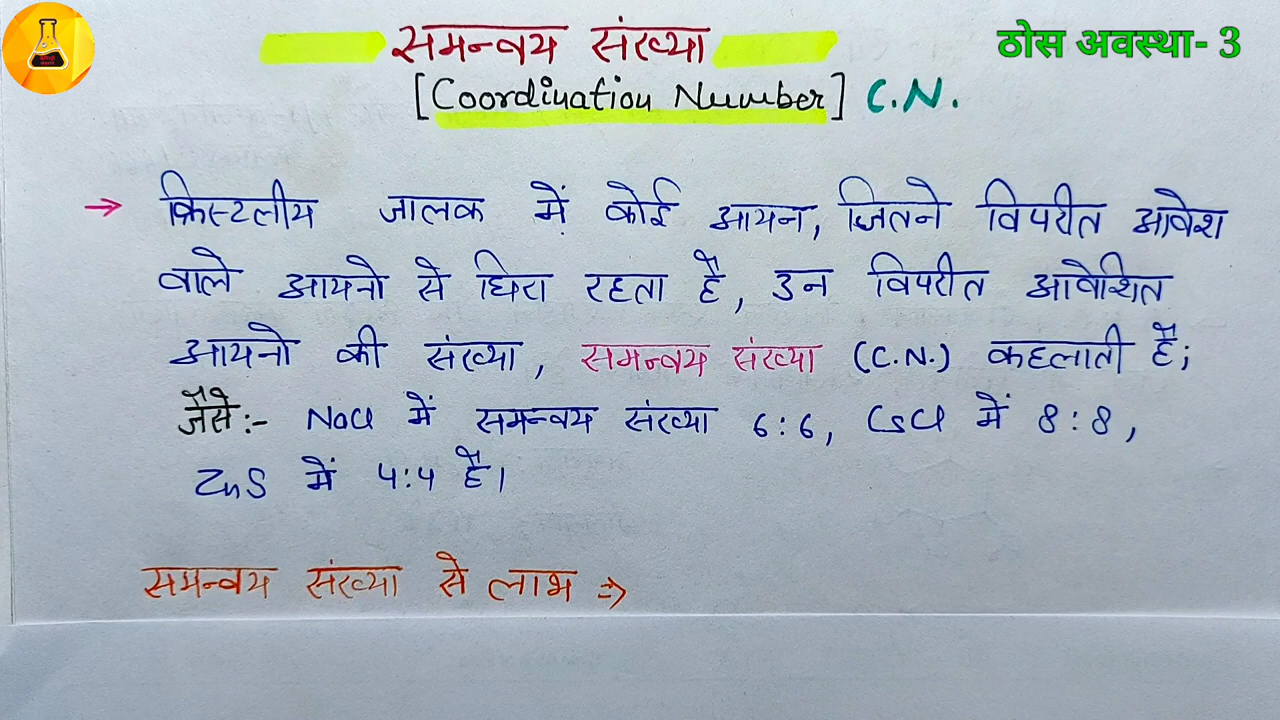 समन्वय संख्या
ठोस अवस्था- 3
[Coordination Number] C.N.
→ क्रिस्टलीय जालक में कोई आयन, जितने विपरीत आवेश
वाले आयनो से घिरा रहता है, उन विपरीत आवेशित
आयनो की संख्या, समन्वय संख्या (C.N.) कहलाती है;
जैसे:- NaCl में समन्वय संख्या 6:6, CsCl में 8:8,
ZnS में 4:4 है।
समन्वय संख्या से लाभ ⇒